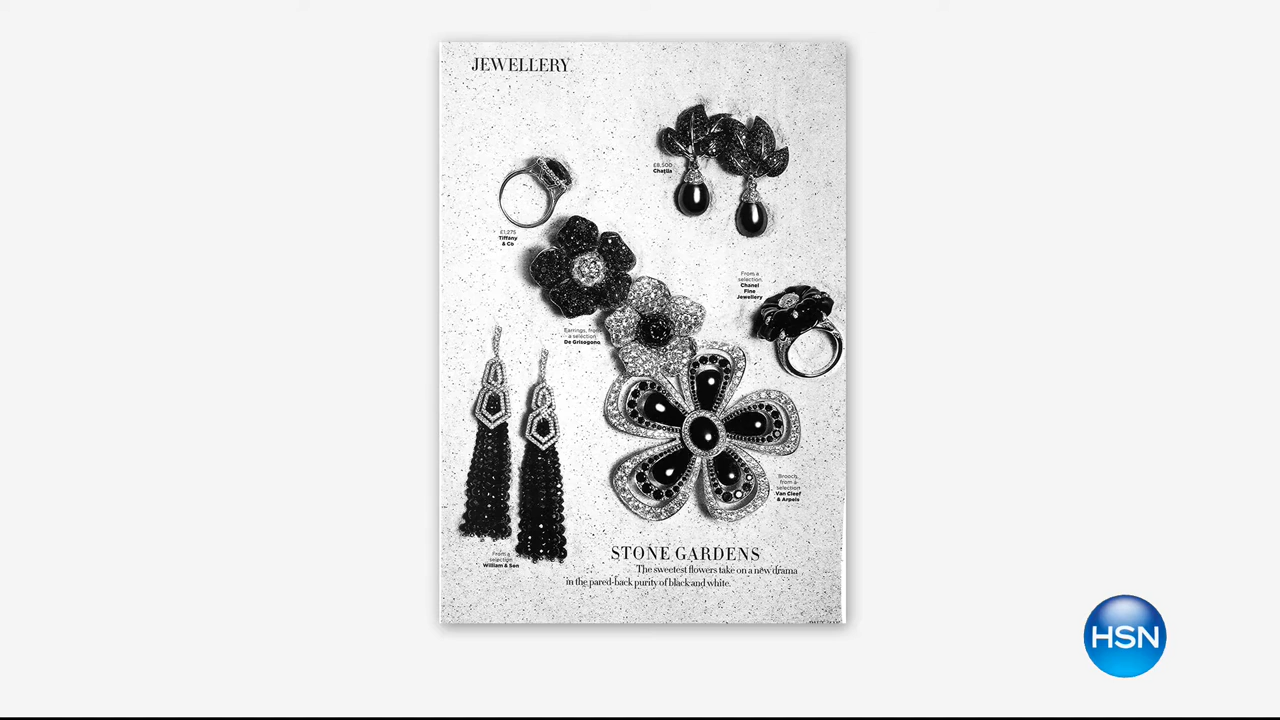 JEWELLERY
£8,500
Chatila
£1,275
Tiffany
& Co
From a
selection
Chanel
Fine
Jewellery
Earrings, from
a selection
De Grisogono
Brooch,
from a
selection
Van Cleef
& Arpels
From a
selection
William & Son
STONE GARDENS
The sweetest flowers take on a new drama
in the pared-back purity of black and white.
HSN